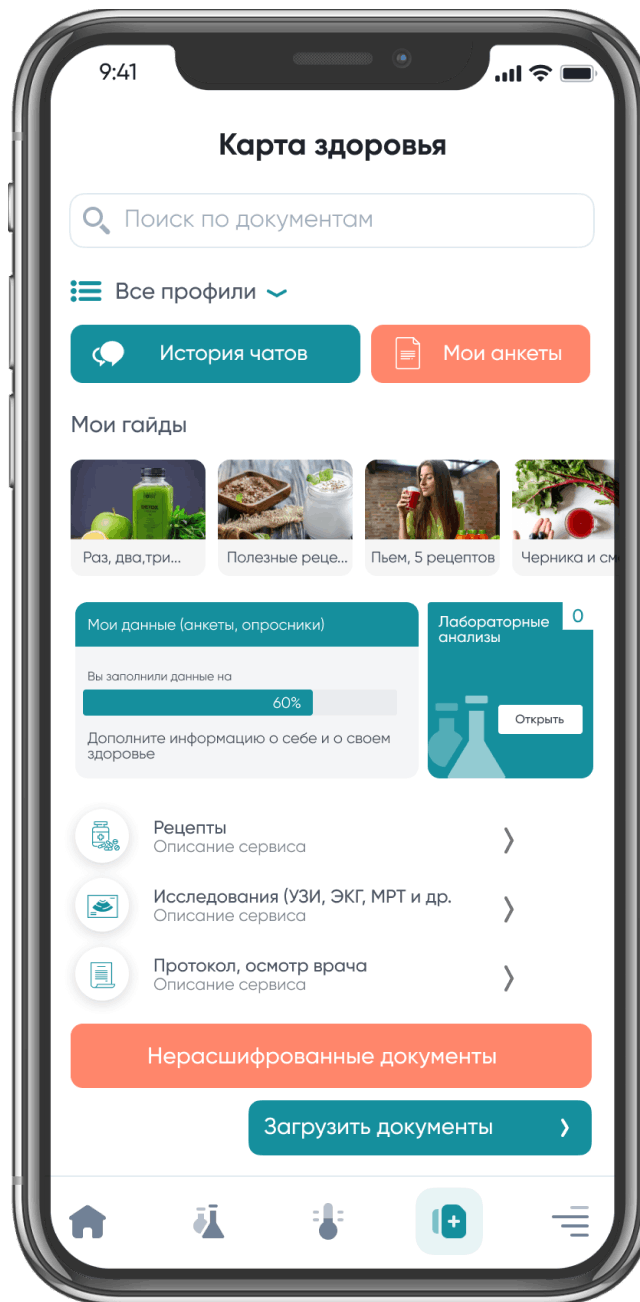 9:41
Карта здоровья
Поиск по документам
Все профили
История чатов
Мои анкеты
Мои гайды
Раз, два,три...
Полезные реце...
Пьем, 5 рецептов
Черника и см
Мои данные (анкеты, опросники)
Вы заполнили данные на
60%
Дополните информацию о себе и о своем
здоровье
Лабораторные
анализы
0
Открыть
Рецепты
Описание сервиса
Исследования (УЗИ, ЭКГ, МРТ и др.
Описание сервиса
Протокол, осмотр врача
Описание сервиса
Нерасшифрованные документы
Загрузить документы